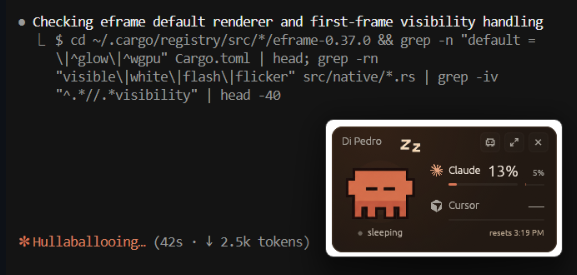 ● Checking eframe default renderer and first-frame visibility handling
⎿ $ cd ~/.cargo/registry/src/*/eframe-0.37.0 && grep -n "default =
\|^glow\|^wgpu" Cargo.toml | head; grep -rn
"visible\|white\|flash\|flicker" src/native/*.rs | grep -iv
"^.*//.*visibility" | head -40
Di Pedro
Zz
Claude 13% 5%
Cursor —
sleeping
resets 3:19 PM
✻ Hullaballooing… (42s · ↓ 2.5k tokens)